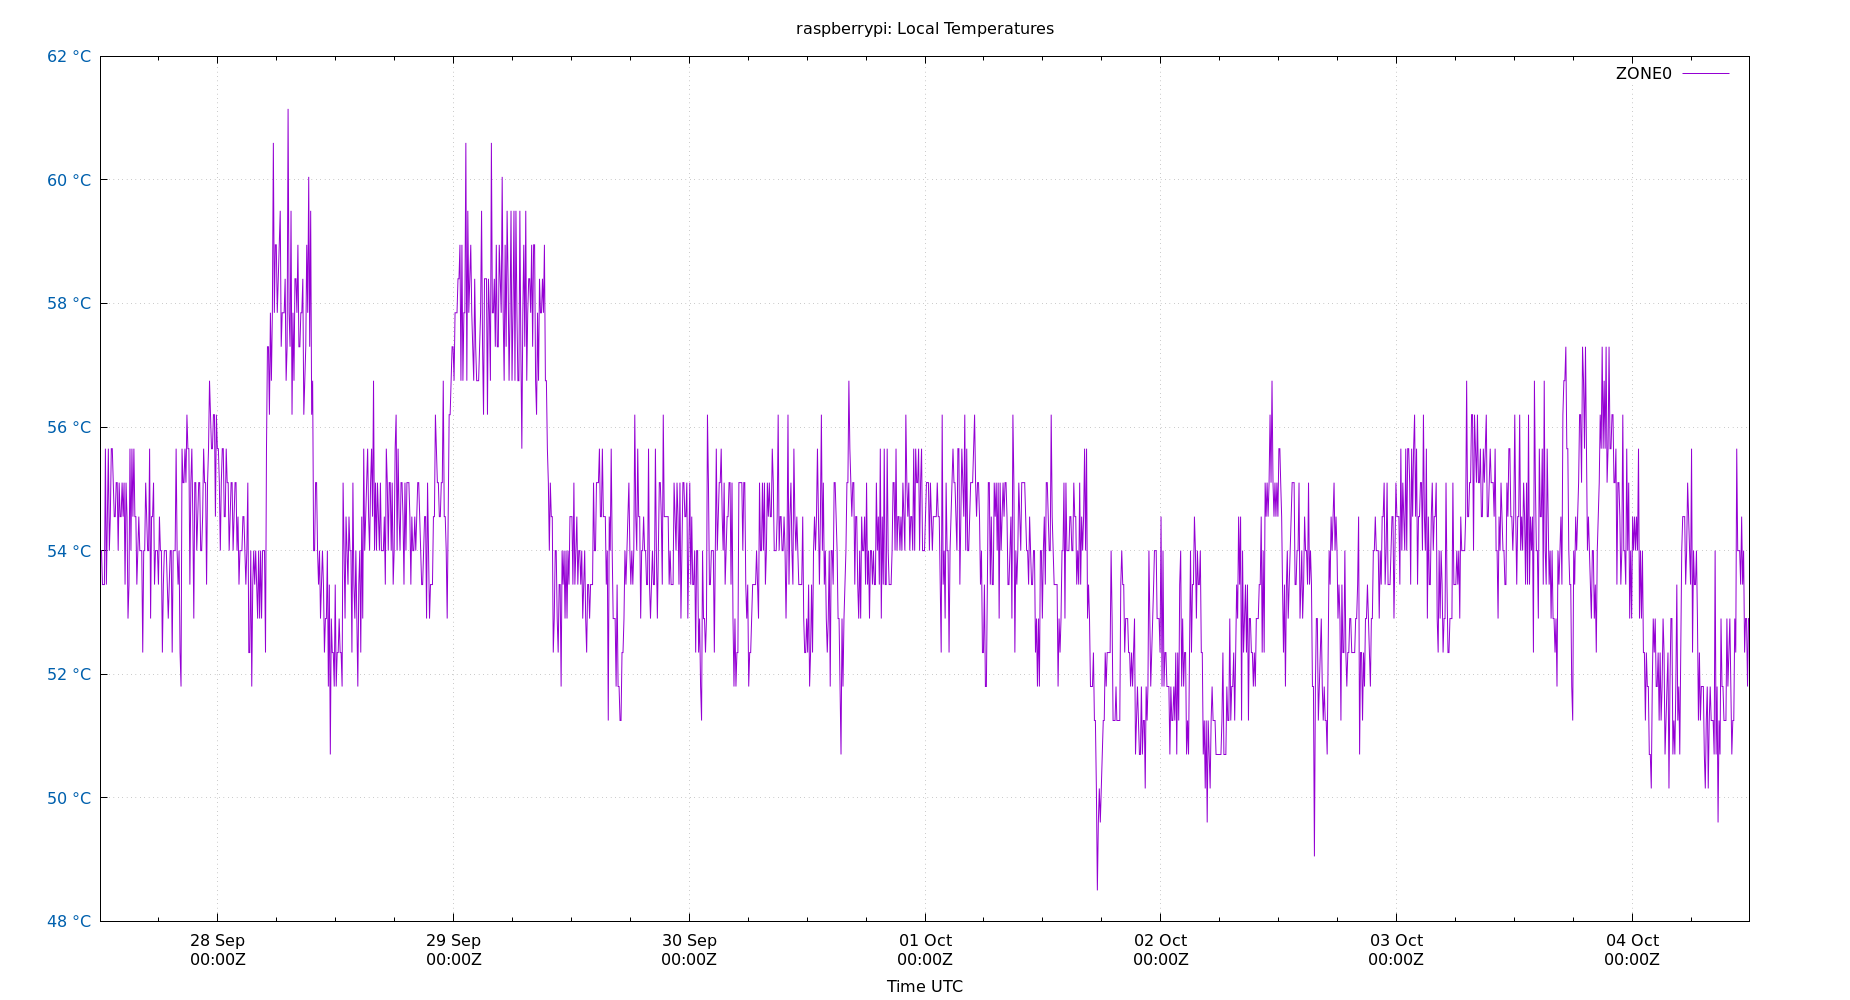 raspberrypi: Local Temperatures
62 °C
ZONE0
60 °C
58 °C
56 °C
54 °C
52 °C
50 °C
48 °C
28 Sep 29 Sep 30 Sep 01 Oct 02 Oct 03 Oct 04 Oct
00:00Z 00:00Z 00:00Z 00:00Z 00:00Z 00:00Z 00:00Z
Time UTC